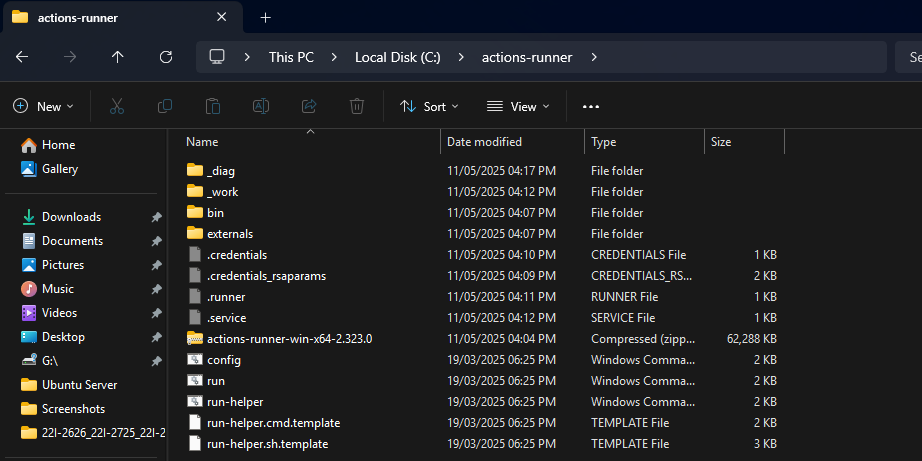 actions-runner
This PC Local Disk (C:) actions-runner Se
New Sort View
Name Date modified Type Size
Home
Gallery
Downloads
Documents
Pictures
Music
Videos
Desktop
G:\
Ubuntu Server
Screenshots
22I-2626_22I-2725_22I-2
_diag 11/05/2025 04:17 PM File folder
_work 11/05/2025 04:12 PM File folder
bin 11/05/2025 04:07 PM File folder
externals 11/05/2025 04:07 PM File folder
.credentials 11/05/2025 04:10 PM CREDENTIALS File 1 KB
.credentials_rsaparams 11/05/2025 04:09 PM CREDENTIALS_RS... 2 KB
.runner 11/05/2025 04:11 PM RUNNER File 1 KB
.service 11/05/2025 04:12 PM SERVICE File 1 KB
actions-runner-win-x64-2.323.0 11/05/2025 04:04 PM Compressed (zipp... 62,288 KB
config 19/03/2025 06:25 PM Windows Comma... 2 KB
run 19/03/2025 06:25 PM Windows Comma... 2 KB
run-helper 19/03/2025 06:25 PM Windows Comma... 2 KB
run-helper.cmd.template 19/03/2025 06:25 PM TEMPLATE File 2 KB
run-helper.sh.template 19/03/2025 06:25 PM TEMPLATE File 3 KB